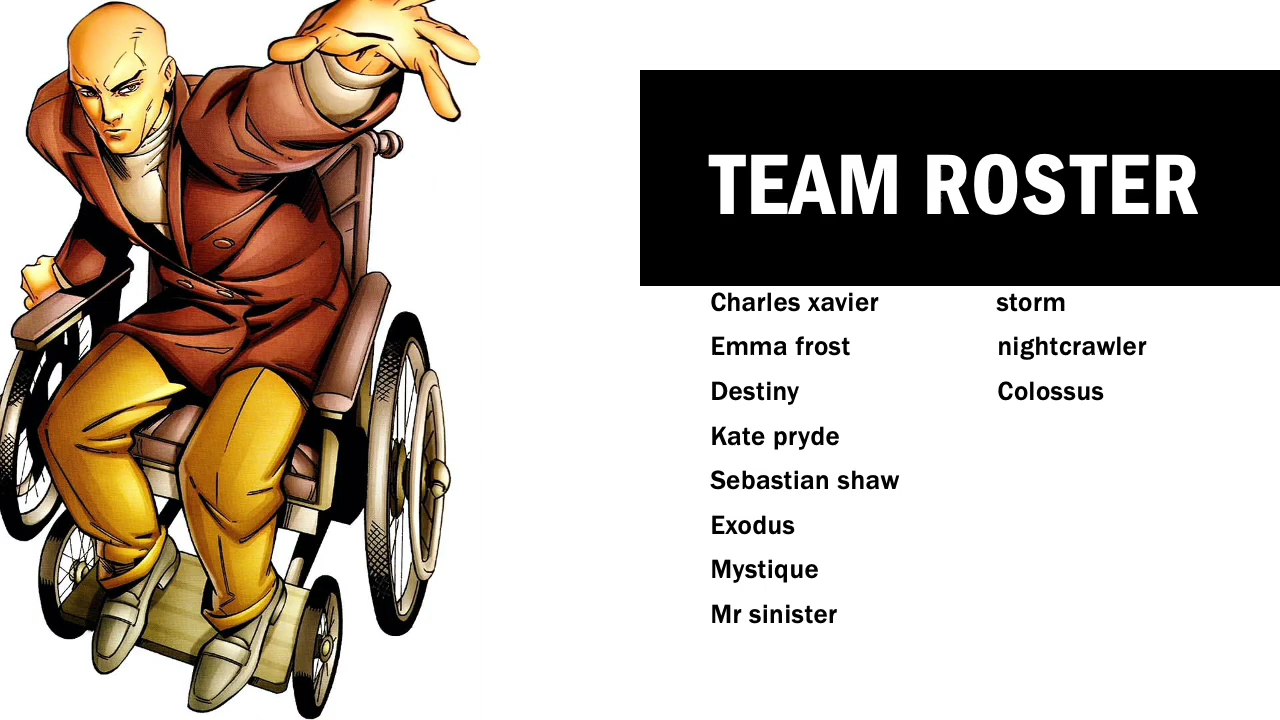 TEAM ROSTER
Charles xavier
Emma frost
Destiny
Kate pryde
Sebastian shaw
Exodus
Mystique
Mr sinister
storm
nightcrawler
Colossus